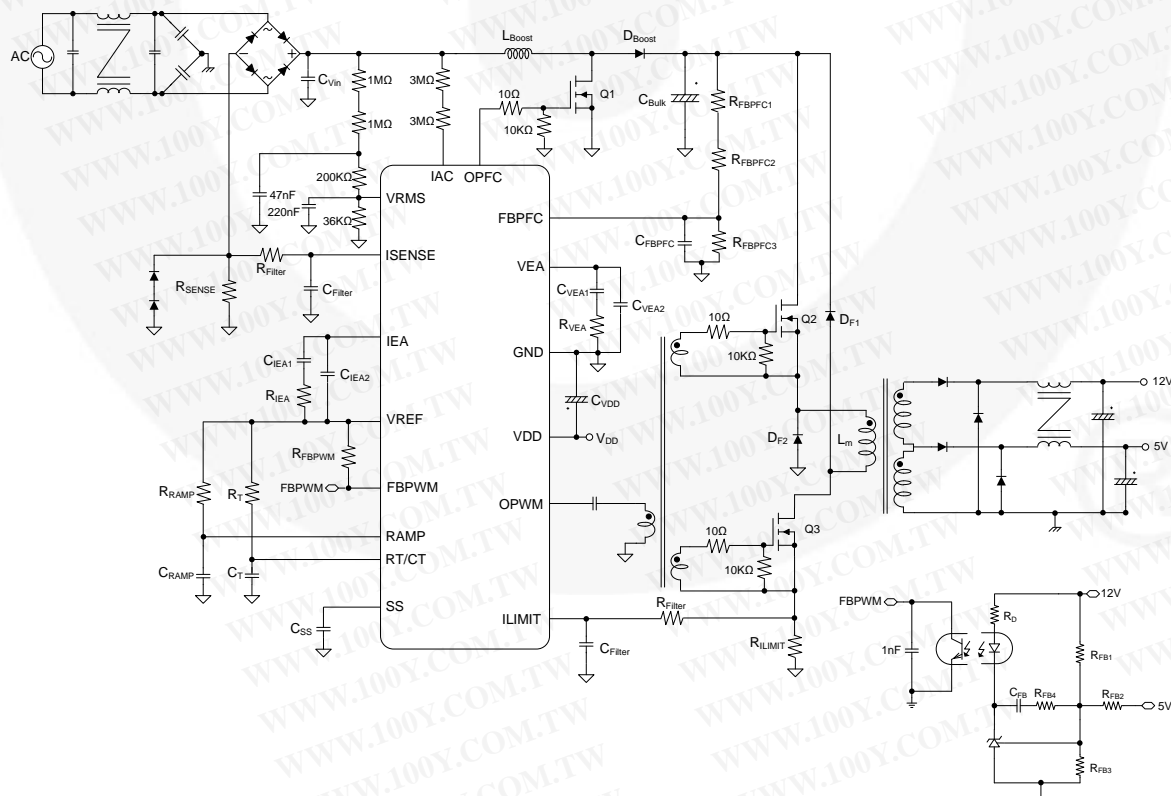 L_Boost
D_Boost
AC
C_Vin
1MΩ
3MΩ
10Ω
Q1
C_Bulk
R_FBPFC1
1MΩ
3MΩ
10KΩ
R_FBPFC2
IAC
OPFC
200KΩ
47nF
VRMS
220nF
36KΩ
FBPFC
C_FBPFC
R_FBPFC3
R_Filter
ISENSE
VEA
R_SENSE
C_Filter
C_VEA1
C_VEA2
10Ω
Q2
D_F1
R_VEA
IEA
10KΩ
GND
C_IEA1
C_IEA2
R_IEA
C_VDD
12V
VREF
VDD
V_DD
D_F2
L_m
5V
R_FBPWM
R_RAMP
R_T
FBPWM
FBPWM
OPWM
10Ω
Q3
RAMP
RT/CT
C_RAMP
C_T
10KΩ
SS
C_SS
ILIMIT
R_Filter
C_Filter
R_ILIMIT
FBPWM
12V
R_D
1nF
R_FB1
C_FB
R_FB4
R_FB2
5V
R_FB3
WWW.100Y.COM.TW